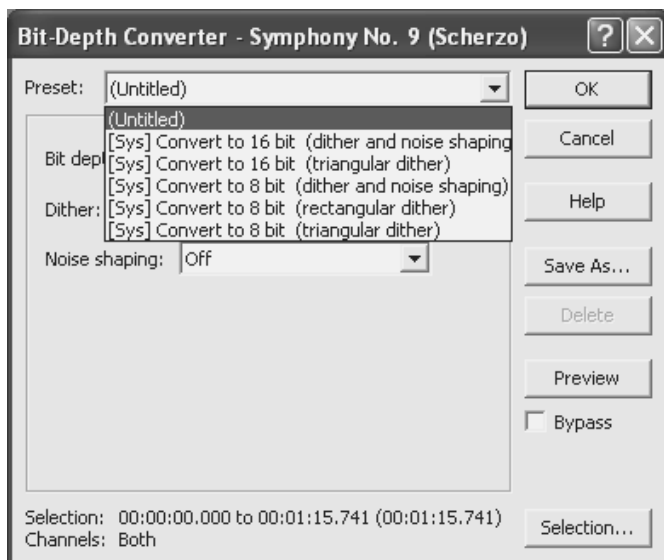 Bit-Depth Converter - Symphony No. 9 (Scherzo)
Preset: (Untitled)
OK
(Untitled)
[Sys] Convert to 16 bit (dither and noise shaping
Cancel
[Sys] Convert to 16 bit (triangular dither)
Bit dept
[Sys] Convert to 8 bit (dither and noise shaping)
Help
Dither: [Sys] Convert to 8 bit (rectangular dither)
[Sys] Convert to 8 bit (triangular dither)
Noise shaping: Off
Save As...
Delete
Preview
Bypass
Selection: 00:00:00.000 to 00:01:15.741 (00:01:15.741)
Channels: Both
Selection...